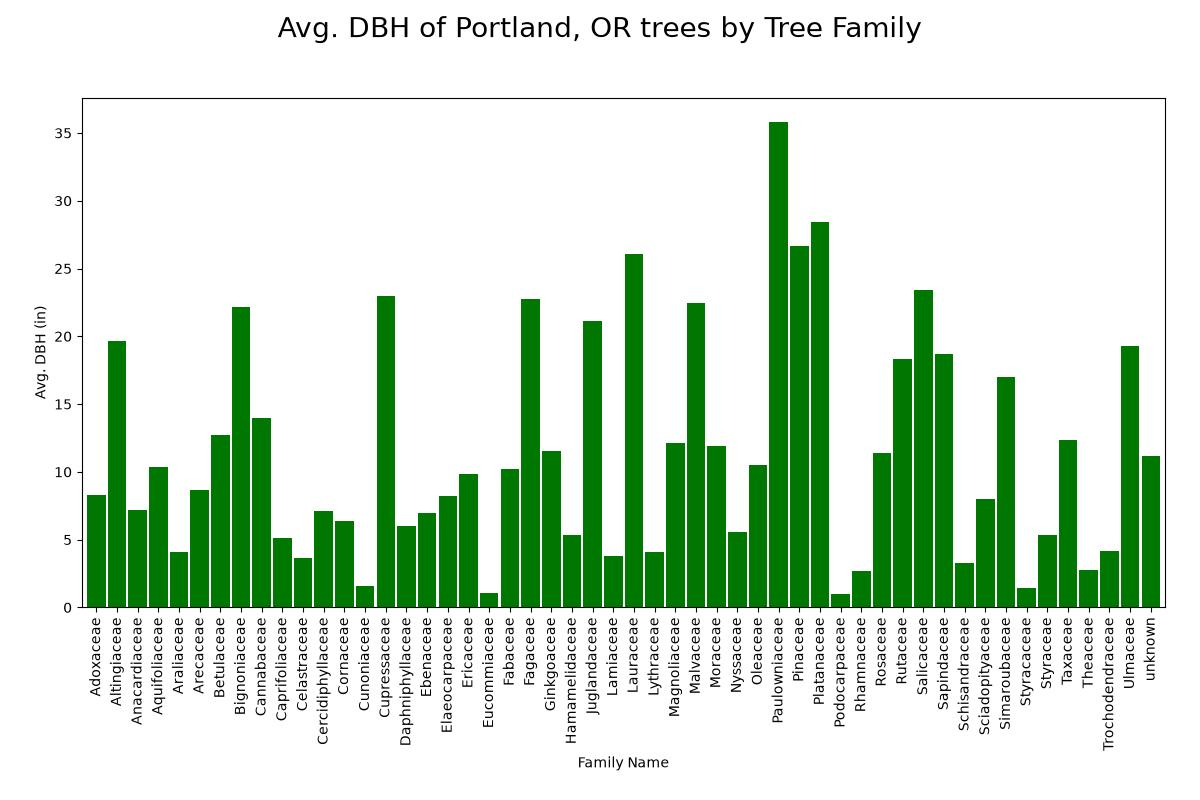 Avg. DBH of Portland, OR trees by Tree Family
35
30
25
20
15
10
5
0
Avg. DBH (in)
Adoxaceae
Altingiaceae
Anacardiaceae
Aquifoliaceae
Araliaceae
Arecaceae
Betulaceae
Bignoniaceae
Cannabaceae
Caprifoliaceae
Celastraceae
Cercidiphyllaceae
Cornaceae
Cunoniaceae
Cupressaceae
Daphniphyllaceae
Ebenaceae
Elaeocarpaceae
Ericaceae
Eucommiaceae
Fabaceae
Fagaceae
Ginkgoaceae
Hamamelidaceae
Juglandaceae
Lamiaceae
Lauraceae
Lythraceae
Magnoliaceae
Malvaceae
Moraceae
Nyssaceae
Oleaceae
Paulowniaceae
Pinaceae
Platanaceae
Podocarpaceae
Rhamnaceae
Rosaceae
Rutaceae
Salicaceae
Sapindaceae
Schisandraceae
Sciadopityaceae
Simaroubaceae
Styracaceae
Styraceae
Taxaceae
Theaceae
Trochodendraceae
Ulmaceae
unknown
Family Name